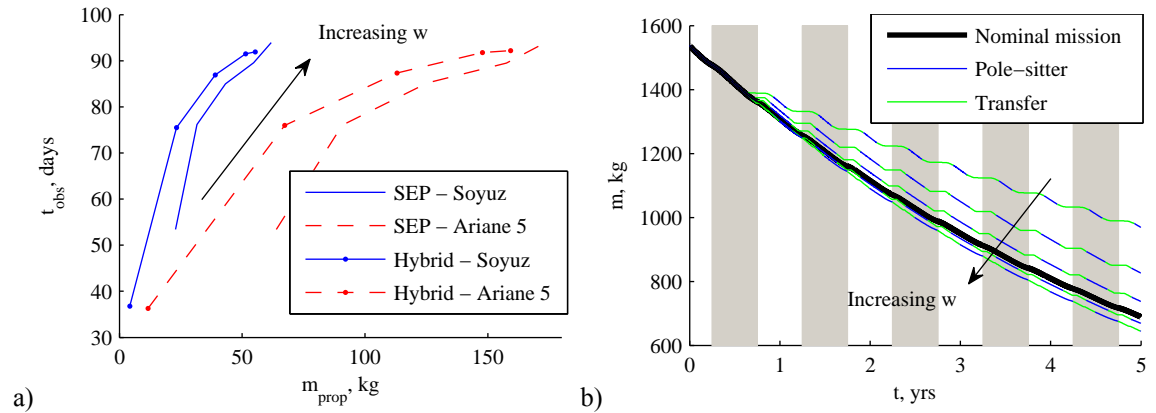 100
90
80
70
60
50
40
30
0
50
100
150
t_obs, days
m_prop, kg
Increasing w
SEP – Soyuz
SEP – Ariane 5
Hybrid – Soyuz
Hybrid – Ariane 5
a)
1600
1400
1200
1000
800
600
0
1
2
3
4
5
m, kg
t, yrs
Nominal mission
Pole−sitter
Transfer
Increasing w
b)